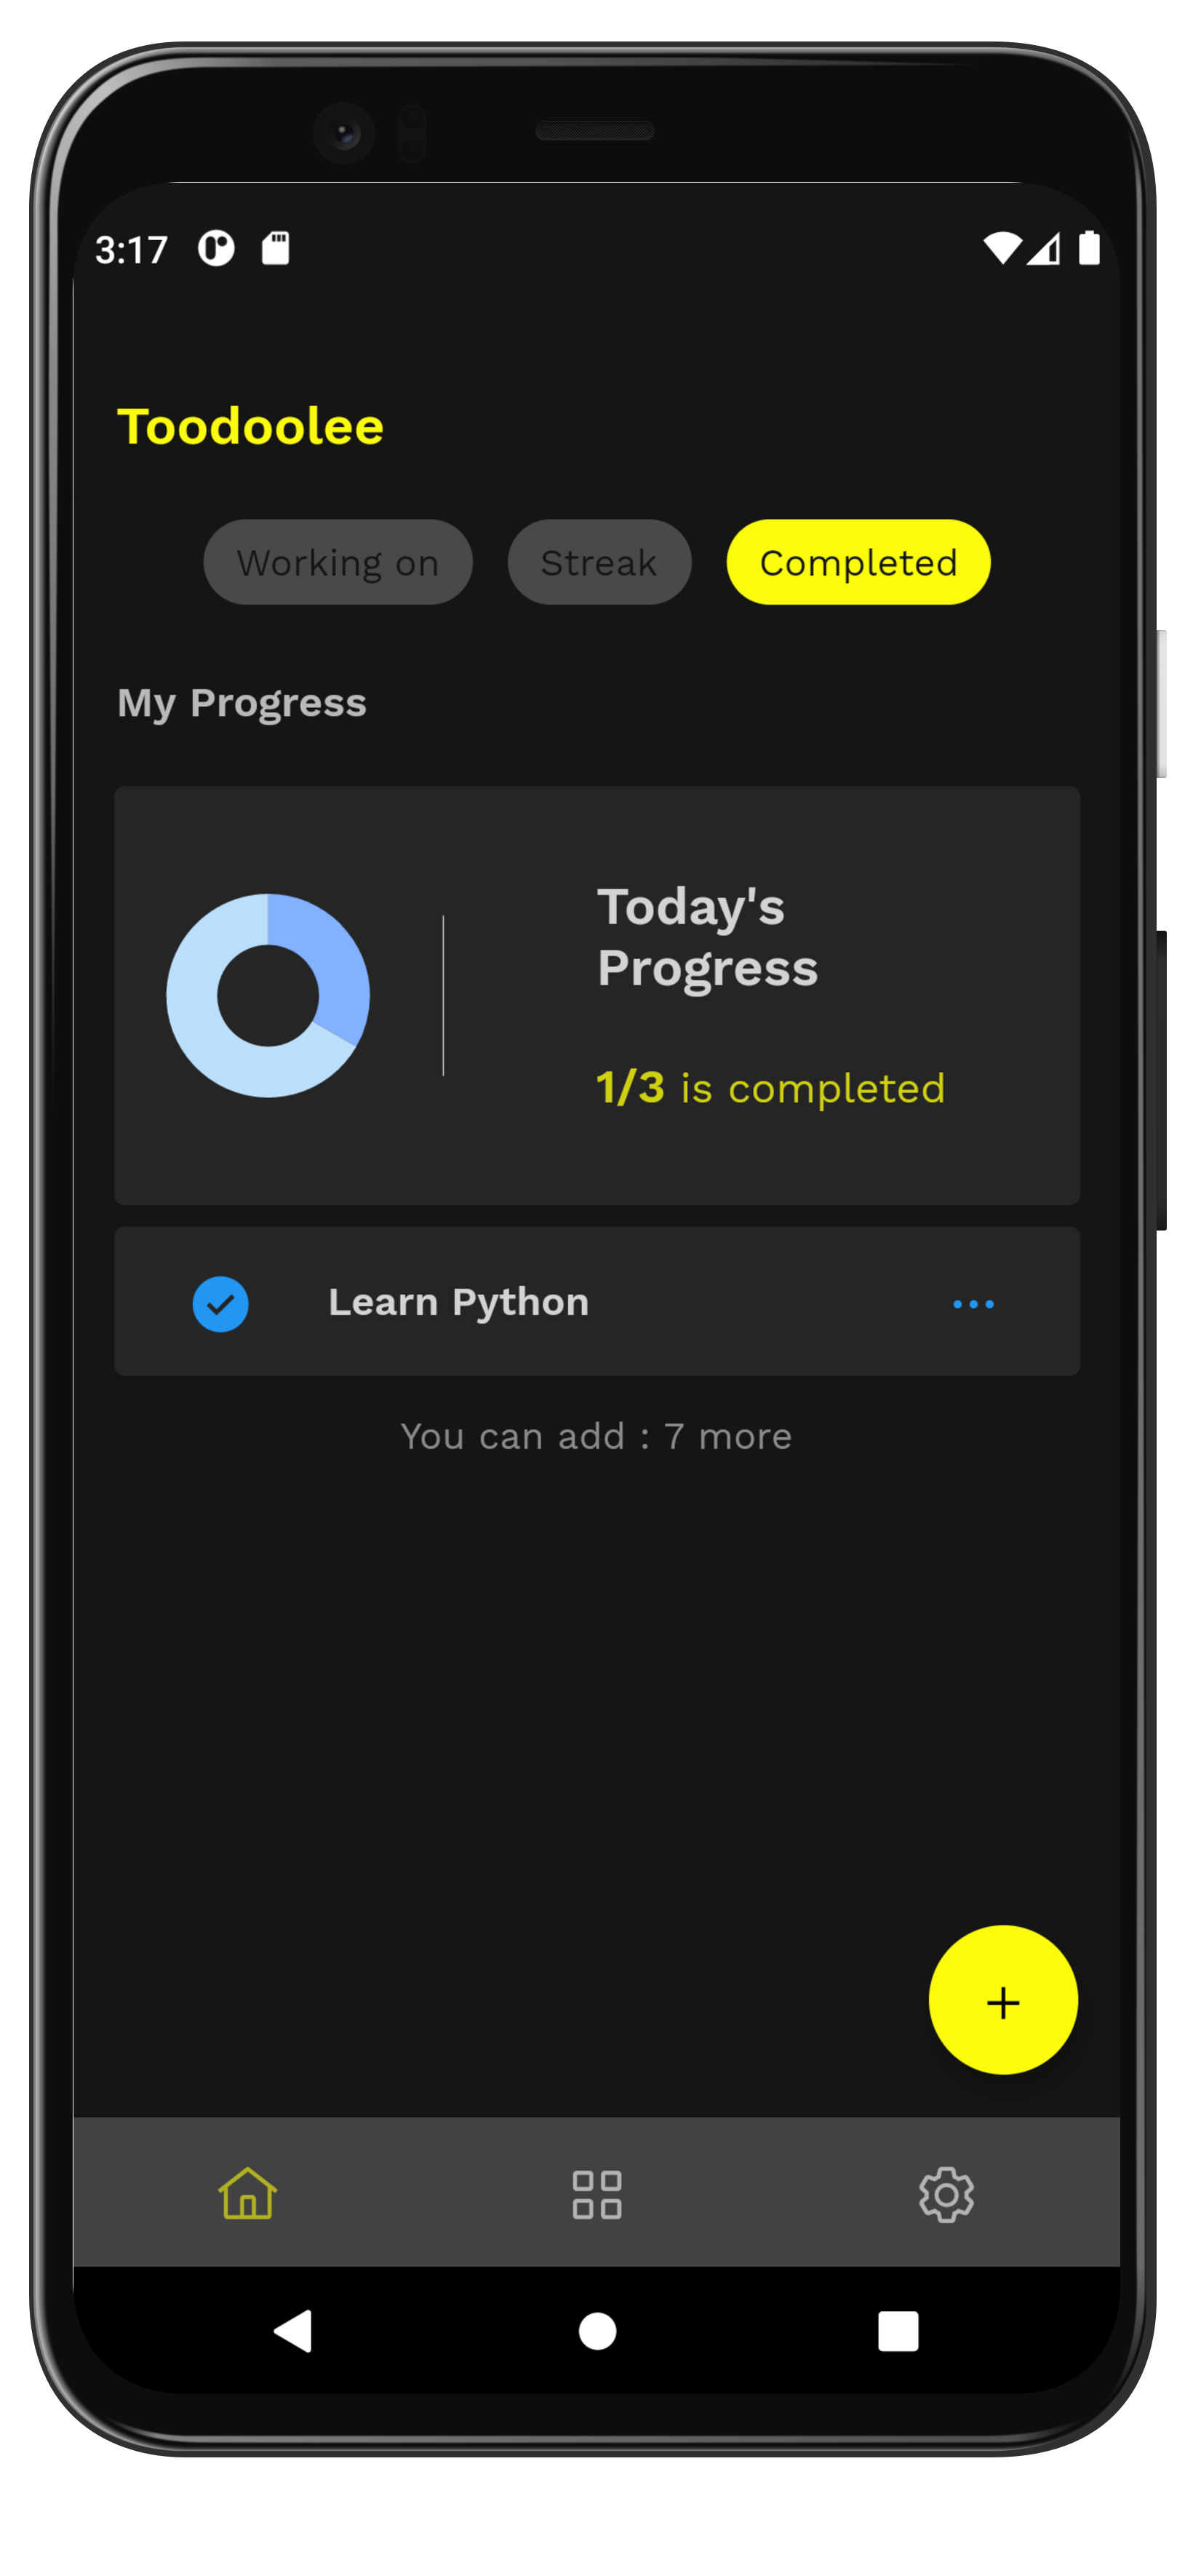 3:17
Toodoolee
Working on
Streak
Completed
My Progress
Today's
Progress
1/3 is completed
Learn Python
You can add : 7 more